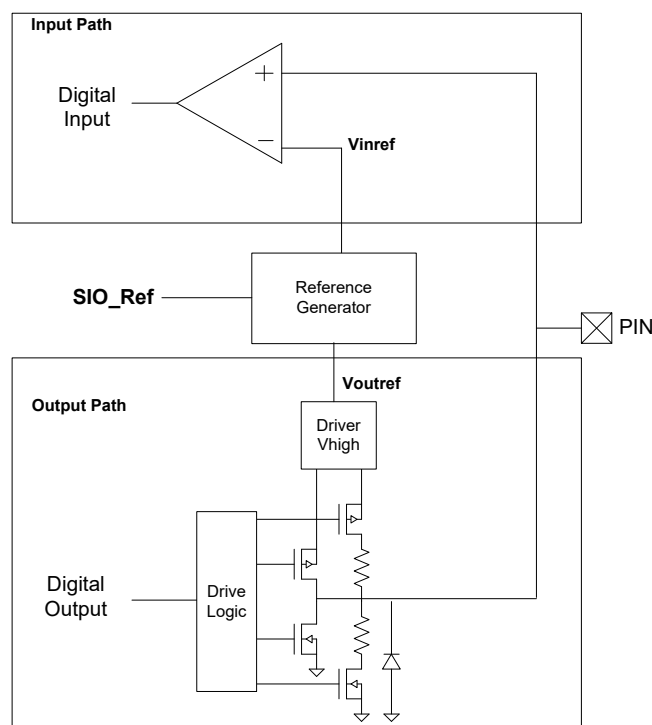 Input Path
Digital
Input
+
−
Vinref
Reference
Generator
SIO_Ref
PIN
Voutref
Output Path
Driver
Vhigh
Digital
Output
Drive
Logic